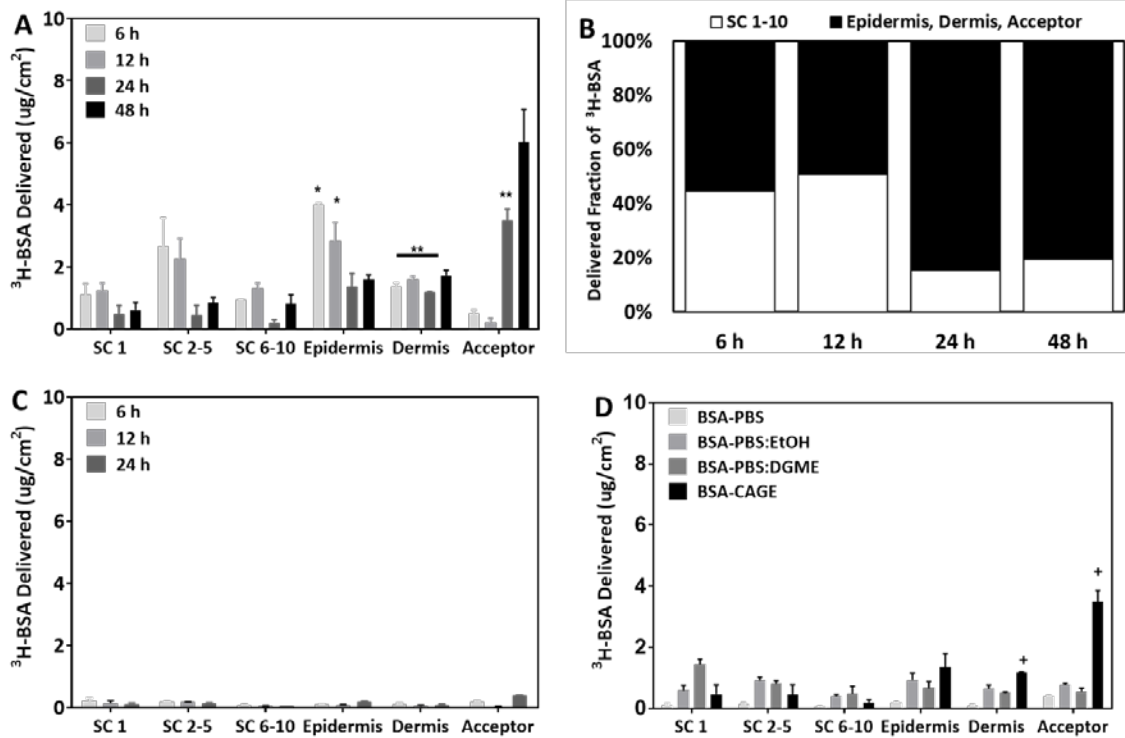 A
10
8
6
4
2
0
³H-BSA Delivered (ug/cm²)
6 h
12 h
24 h
48 h
*
*
**
**
SC 1 SC 2-5 SC 6-10 Epidermis Dermis Acceptor
B
SC 1-10 Epidermis, Dermis, Acceptor
100%
80%
60%
40%
20%
0%
Delivered Fraction of ³H-BSA
6 h 12 h 24 h 48 h
C
10
8
6
4
2
0
³H-BSA Delivered (ug/cm²)
6 h
12 h
24 h
SC 1 SC 2-5 SC 6-10 Epidermis Dermis Acceptor
D
10
8
6
4
2
0
³H-BSA Delivered (ug/cm²)
BSA-PBS
BSA-PBS:EtOH
BSA-PBS:DGME
BSA-CAGE
+
+
SC 1 SC 2-5 SC 6-10 Epidermis Dermis Acceptor